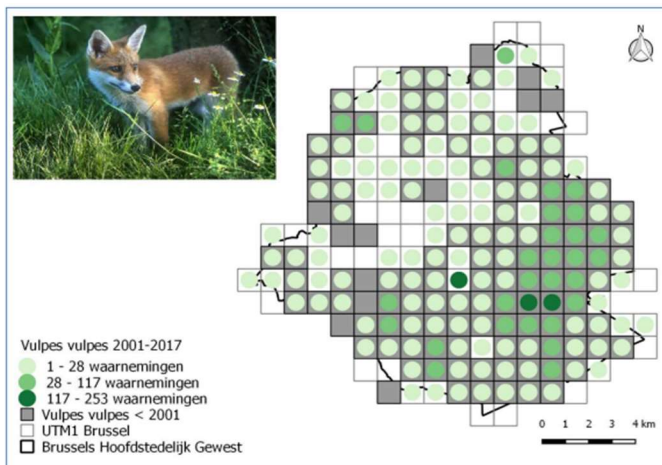 N
Vulpes vulpes 2001-2017
1 - 28 waarnemingen
28 - 117 waarnemingen
117 - 253 waarnemingen
Vulpes vulpes < 2001
UTM1 Brussel
Brussels Hoofdstedelijk Gewest
0 1 2 3 4 km